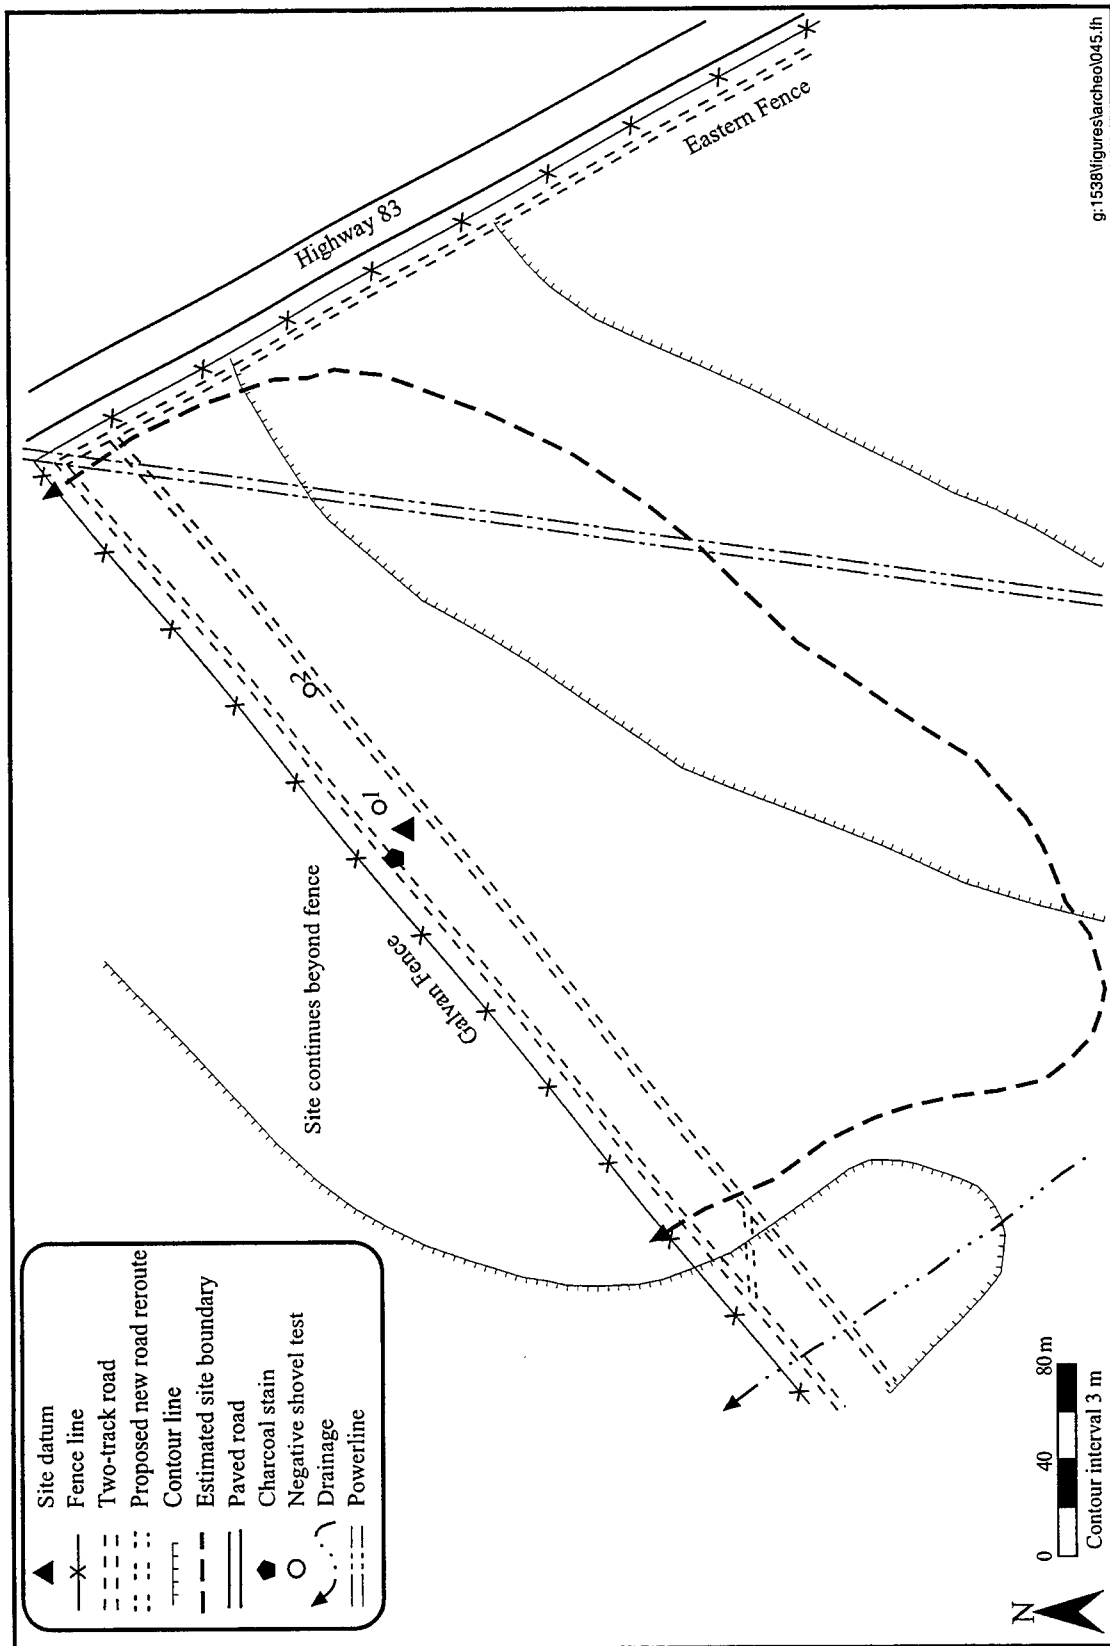 Site datum
Fence line
Two-track road
Proposed new road reroute
Contour line
Estimated site boundary
Paved road
Charcoal stain
Negative shovel test
Drainage
Powerline
Site continues beyond fence
Galvan Fence
1
2
Highway 83
Eastern Fence
N
0 40 80 m
Contour interval 3 m
g:1538\figures\archeo\045.fh